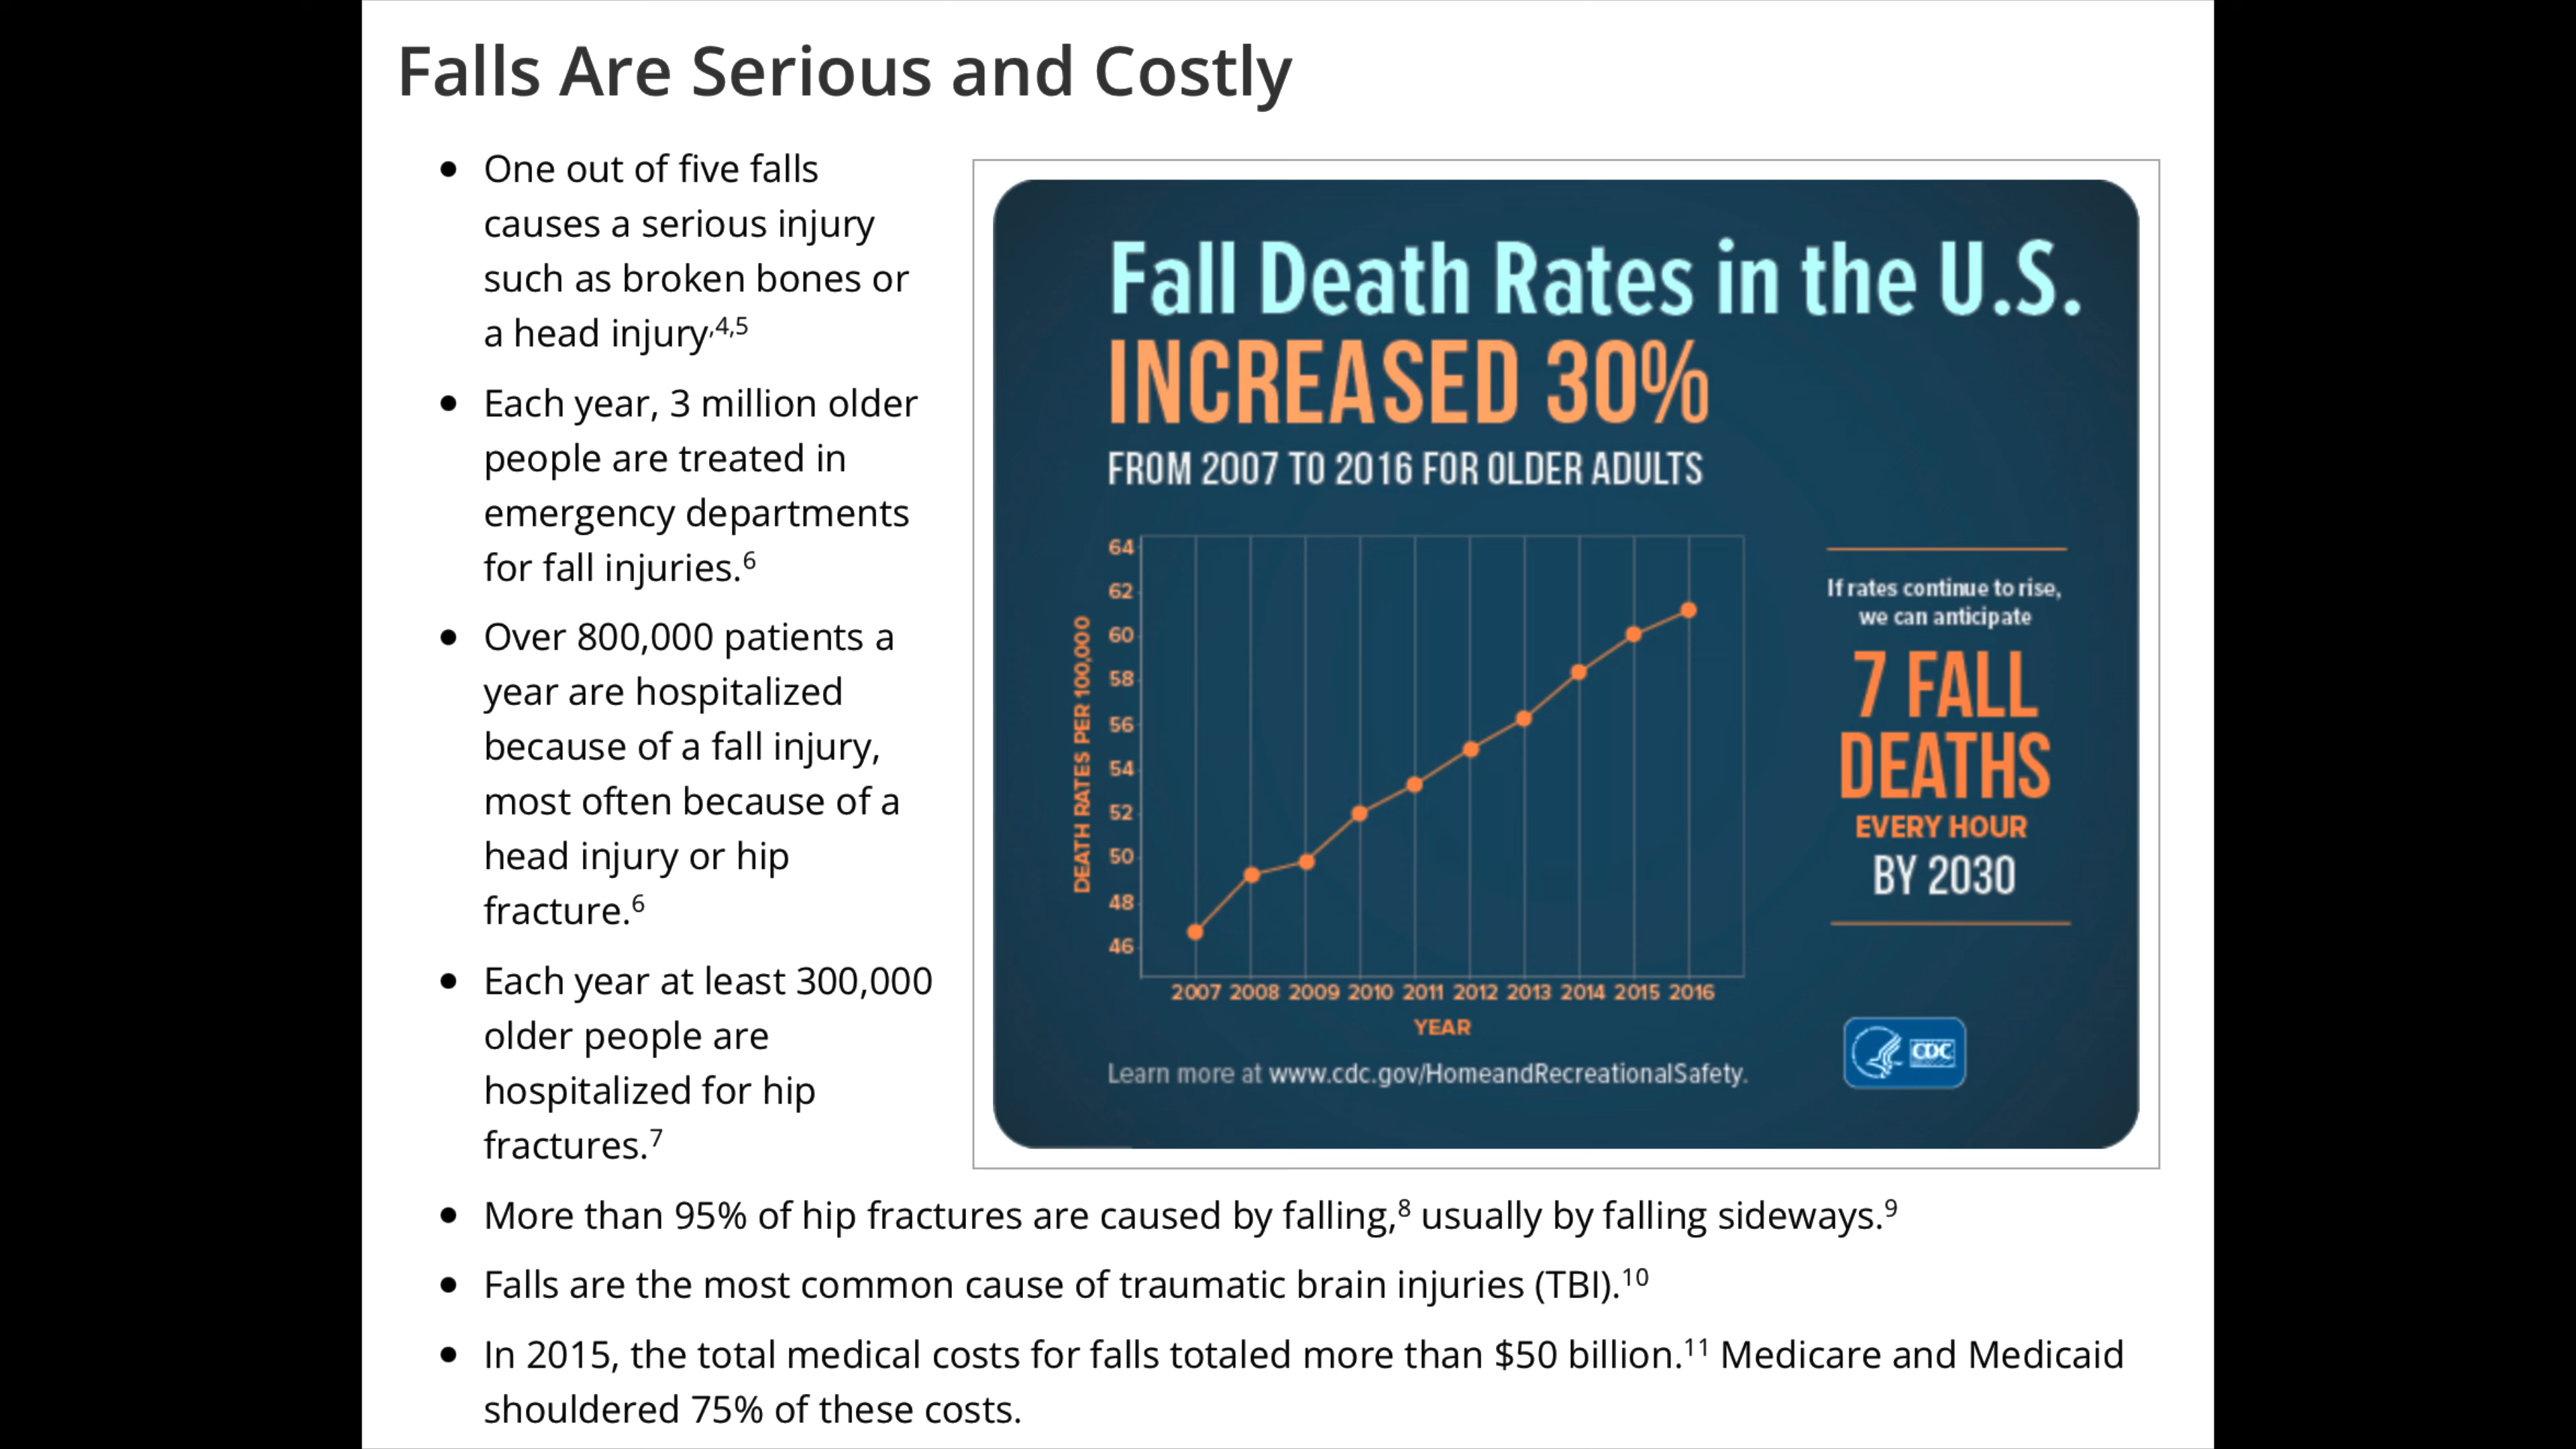 Falls Are Serious and Costly
• One out of five falls
causes a serious injury
such as broken bones or
a head injury,4,5
• Each year, 3 million older
people are treated in
emergency departments
for fall injuries.6
• Over 800,000 patients a
year are hospitalized
because of a fall injury,
most often because of a
head injury or hip
fracture.6
• Each year at least 300,000
older people are
hospitalized for hip
fractures.7
Fall Death Rates in the U.S.
INCREASED 30%
FROM 2007 TO 2016 FOR OLDER ADULTS
DEATH RATES PER 100,000
64
62
60
58
56
54
52
50
48
46
2007 2008 2009 2010 2011 2012 2013 2014 2015 2016
YEAR
If rates continue to rise,
we can anticipate
7 FALL
DEATHS
EVERY HOUR
BY 2030
Learn more at www.cdc.gov/HomeandRecreationalSafety.
CDC
• More than 95% of hip fractures are caused by falling,8 usually by falling sideways.9
• Falls are the most common cause of traumatic brain injuries (TBI).10
• In 2015, the total medical costs for falls totaled more than $50 billion.11 Medicare and Medicaid
shouldered 75% of these costs.